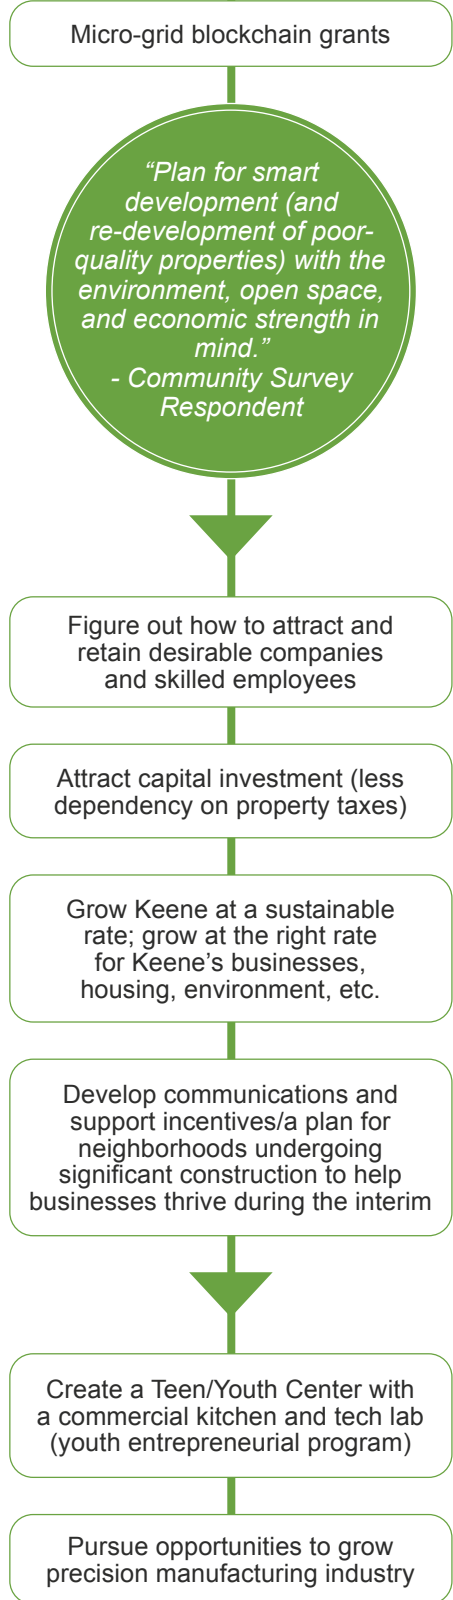 Micro-grid blockchain grants
“Plan for smart
development (and
re-development of poor-
quality properties) with the
environment, open space,
and economic strength in
mind.”
- Community Survey
Respondent
Figure out how to attract and
retain desirable companies
and skilled employees
Attract capital investment (less
dependency on property taxes)
Grow Keene at a sustainable
rate; grow at the right rate
for Keene’s businesses,
housing, environment, etc.
Develop communications and
support incentives/a plan for
neighborhoods undergoing
significant construction to help
businesses thrive during the interim
Create a Teen/Youth Center with
a commercial kitchen and tech lab
(youth entrepreneurial program)
Pursue opportunities to grow
precision manufacturing industry